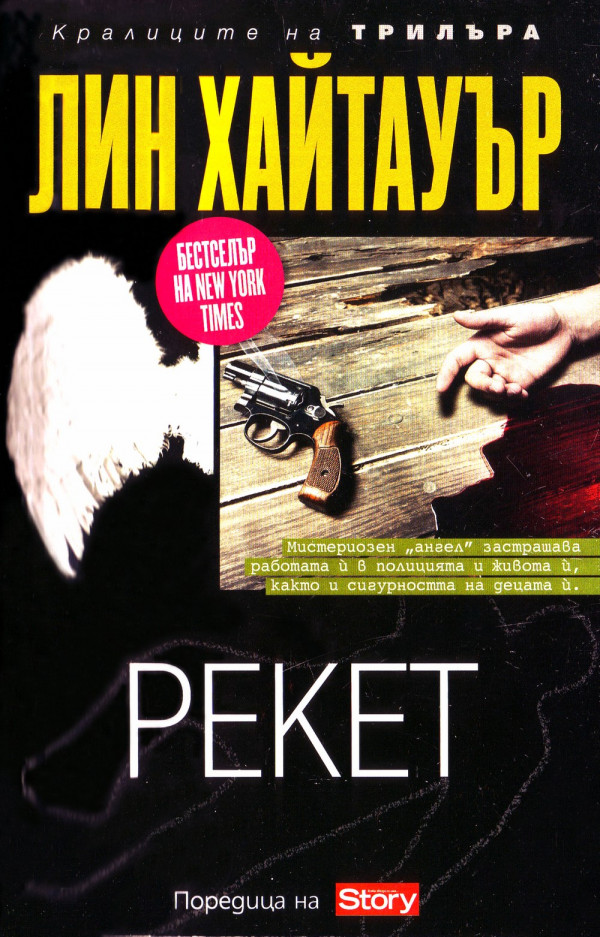 Кралиците на ТРИЛЪРА
ЛИН ХАЙТАУЪР
БЕСТСЕЛЪР
НА NEW YORK
TIMES
Мистериозен „ангел” застрашава
работата ѝ в полицията и живота ѝ,
както и сигурността на децата ѝ.
РЕКЕТ
Поредица на Story